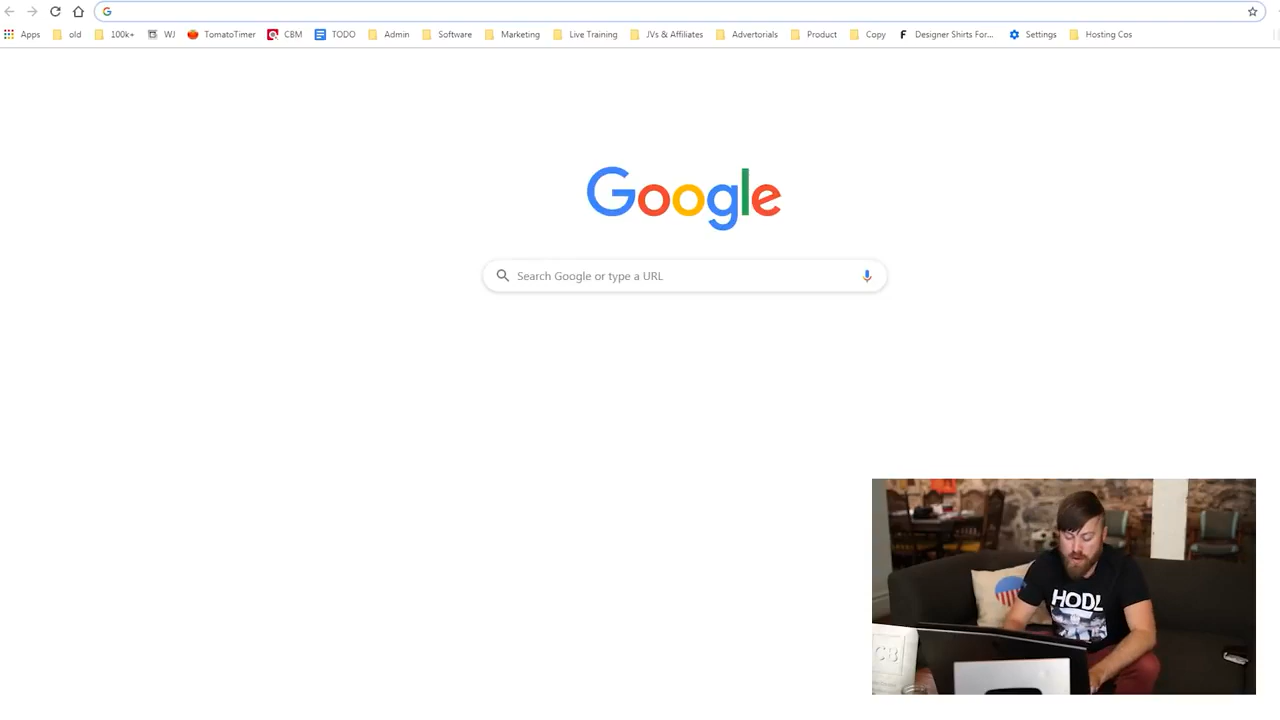 Apps old 100k+ WJ TomatoTimer CBM TODO Admin Software Marketing Live Training JVs & Affiliates Advertorials Product Copy Designer Shirts For... Settings Hosting Cos
Google
Search Google or type a URL
HODL
CB